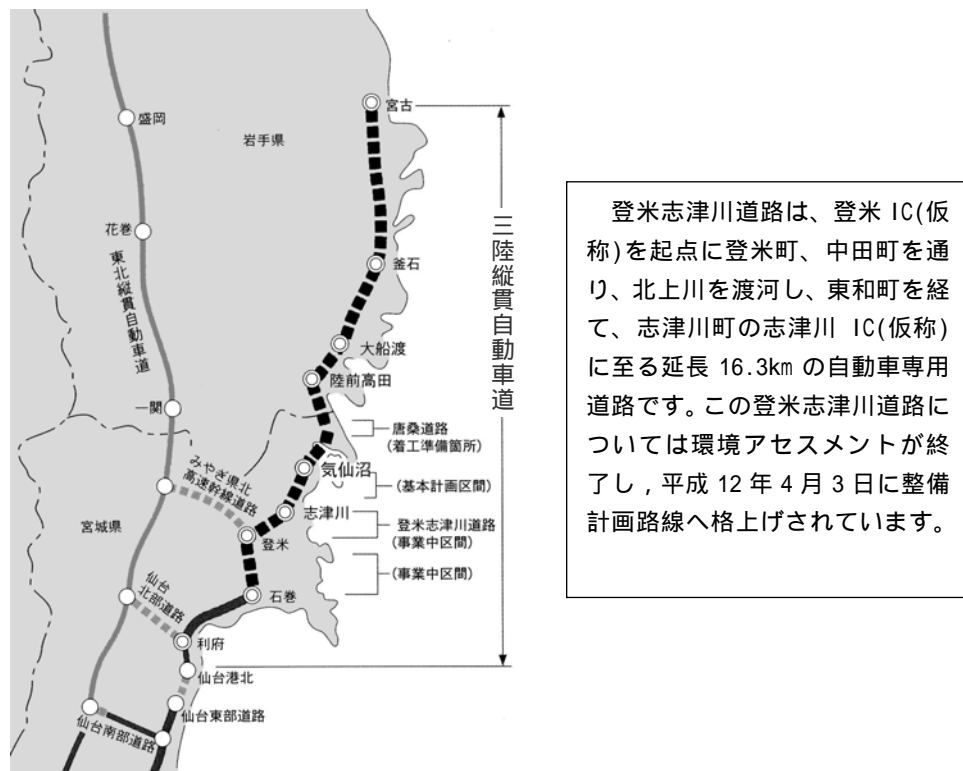 宮古
盛岡
岩手県
花巻
東北縦貫自動車道
三陸縦貫自動車道
釜石
大船渡
陸前高田
一関
唐桑道路
(着工準備箇所)
みやぎ県北
高速幹線道路
気仙沼
(基本計画区間)
志津川
宮城県
登米志津川道路
(事業中区間)
登米
(事業中区間)
仙台
北部道路
石巻
利府
仙台港北
仙台東部道路
仙台南部道路
登米志津川道路は、登米 IC(仮
称)を起点に登米町、中田町を通
り、北上川を渡河し、東和町を経
て、志津川町の志津川 IC(仮称)
に至る延長 16.3km の自動車専用
道路です。この登米志津川道路に
ついては環境アセスメントが終
了し，平成 12 年 4 月 3 日に整備
計画路線へ格上げされています。